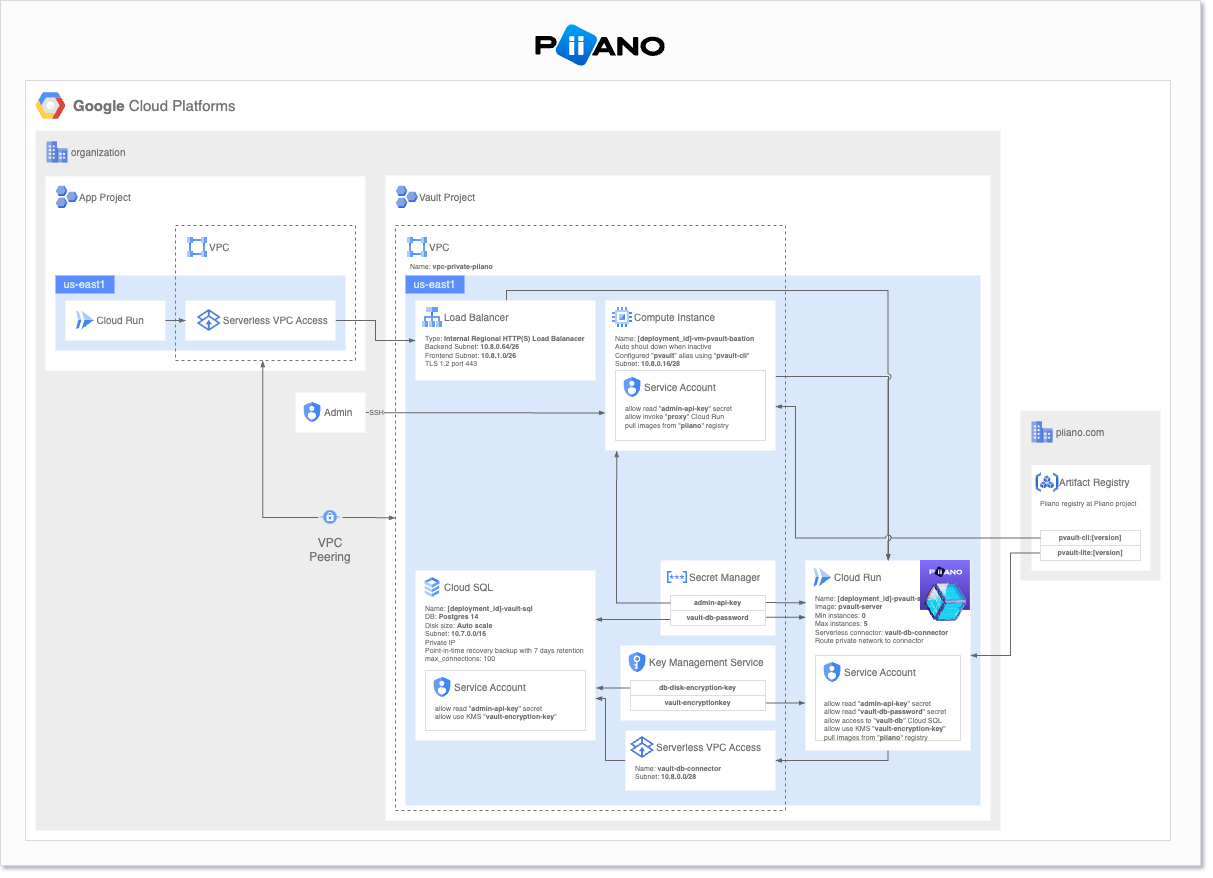 PiiANO
Google Cloud Platforms
organization
App Project
VPC
us-east1
Cloud Run
Serverless VPC Access
Admin
SSH
VPC
Peering
Vault Project
VPC
Name: vpc-private-piiano
us-east1
Load Balancer
Type: Internal Regional HTTP(S) Load Balanacer
Backend Subnet: 10.8.0.64/26
Frontend Subnet: 10.8.1.0/26
TLS 1.2 port 443
Compute Instance
Name: [deployment_id]-vm-pvault-bastion
Auto shut down when inactive
Configured "pvault" alias using "pvault-cli"
Subnet: 10.8.0.16/28
Service Account
allow read "admin-api-key" secret
allow invoke "proxy" Cloud Run
pull images from "piiano" registry
Cloud SQL
Name: [deployment_id]-vault-sql
DB: Postgres 14
Disk size: Auto scale
Subnet: 10.7.0.0/16
Private IP
Point-in-time recovery backup with 7 days retention
max_connections: 100
Service Account
allow read "admin-api-key" secret
allow use KMS "vault-encryption-key"
Secret Manager
admin-api-key
vault-db-password
Key Management Service
db-disk-encryption-key
vault-encryptionkey
Serverless VPC Access
Name: vault-db-connector
Subnet: 10.8.0.0/28
Cloud Run
PiiANO
Name: [deployment_id]-pvault-s
Image: pvault-server
Min instances: 0
Max instances: 5
Serverless connector: vault-db-connector
Route private network to connector
Service Account
allow read "admin-api-key" secret
allow read "vault-db-password" secret
allow access to "vault-db" Cloud SQL
allow use KMS "vault-encryption-key"
pull images from "piiano" registry
piiano.com
Artifact Registry
Piiano registry at Piiano project
pvault-cli:[version]
pvault-lite:[version]